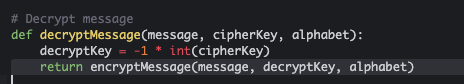 # Decrypt message
def decryptMessage(message, cipherKey, alphabet):
    decryptKey = -1 * int(cipherKey)
    return encryptMessage(message, decryptKey, alphabet)